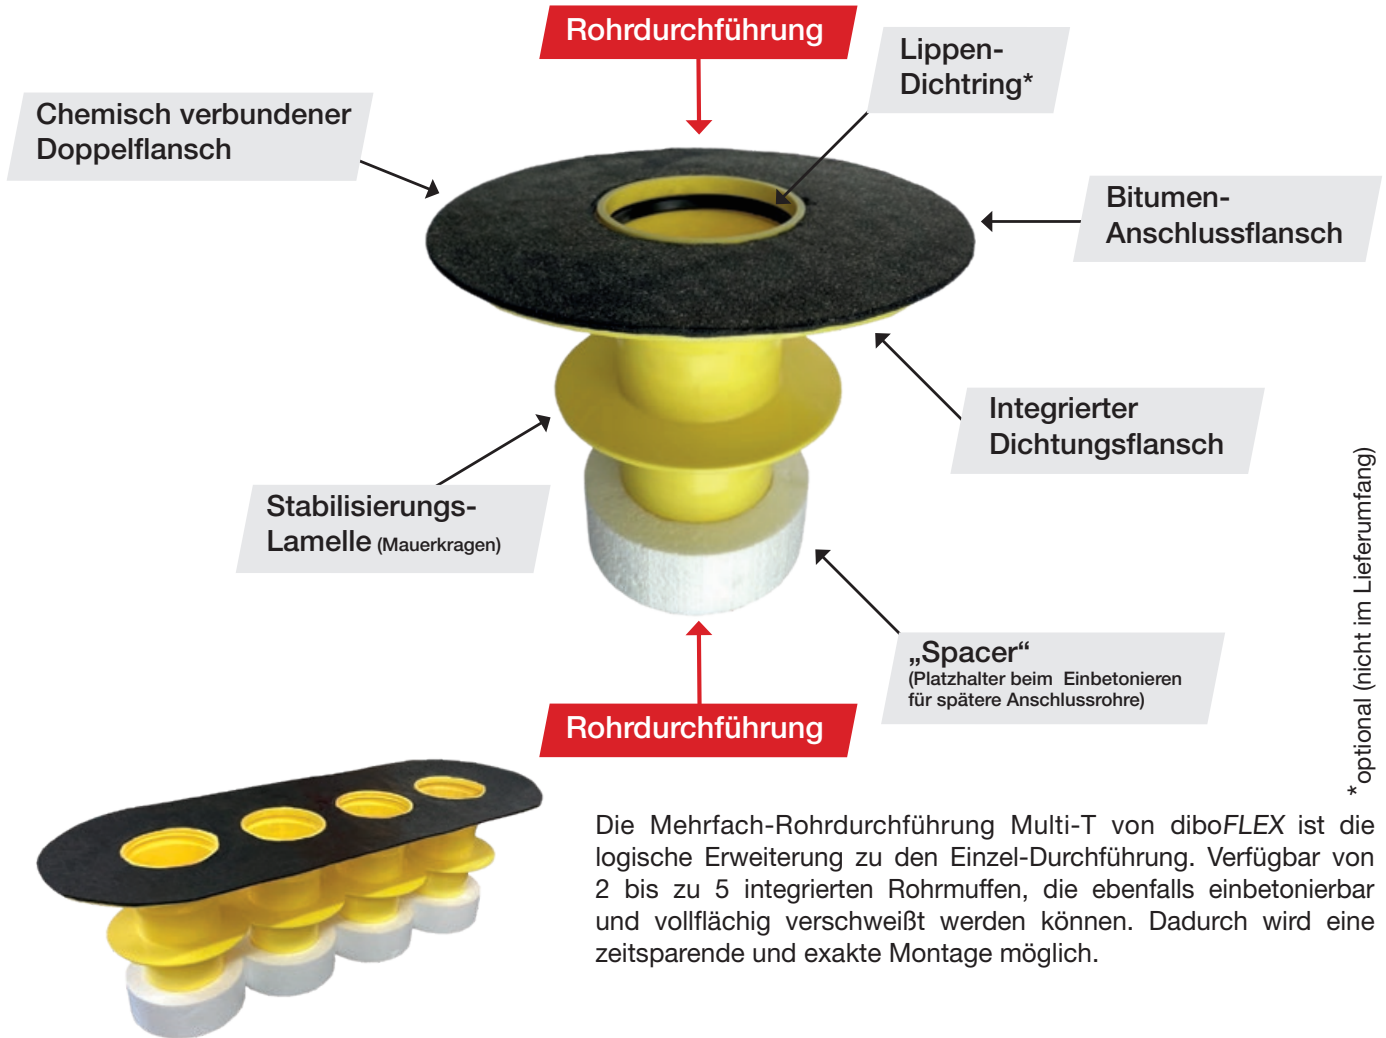 Rohrdurchführung
Lippen-
Dichtring*
Chemisch verbundener
Doppelflansch
Bitumen-
Anschlussflansch
Integrierter
Dichtungsflansch
Stabilisierungs-
Lamelle (Mauerkragen)
„Spacer“
(Platzhalter beim Einbetonieren
für spätere Anschlussrohre)
Rohrdurchführung
*optional (nicht im Lieferumfang)
Die Mehrfach-Rohrdurchführung Multi-T von diboFLEX ist die
logische Erweiterung zu den Einzel-Durchführung. Verfügbar von
2 bis zu 5 integrierten Rohrmuffen, die ebenfalls einbetonierbar
und vollflächig verschweißt werden können. Dadurch wird eine
zeitsparende und exakte Montage möglich.